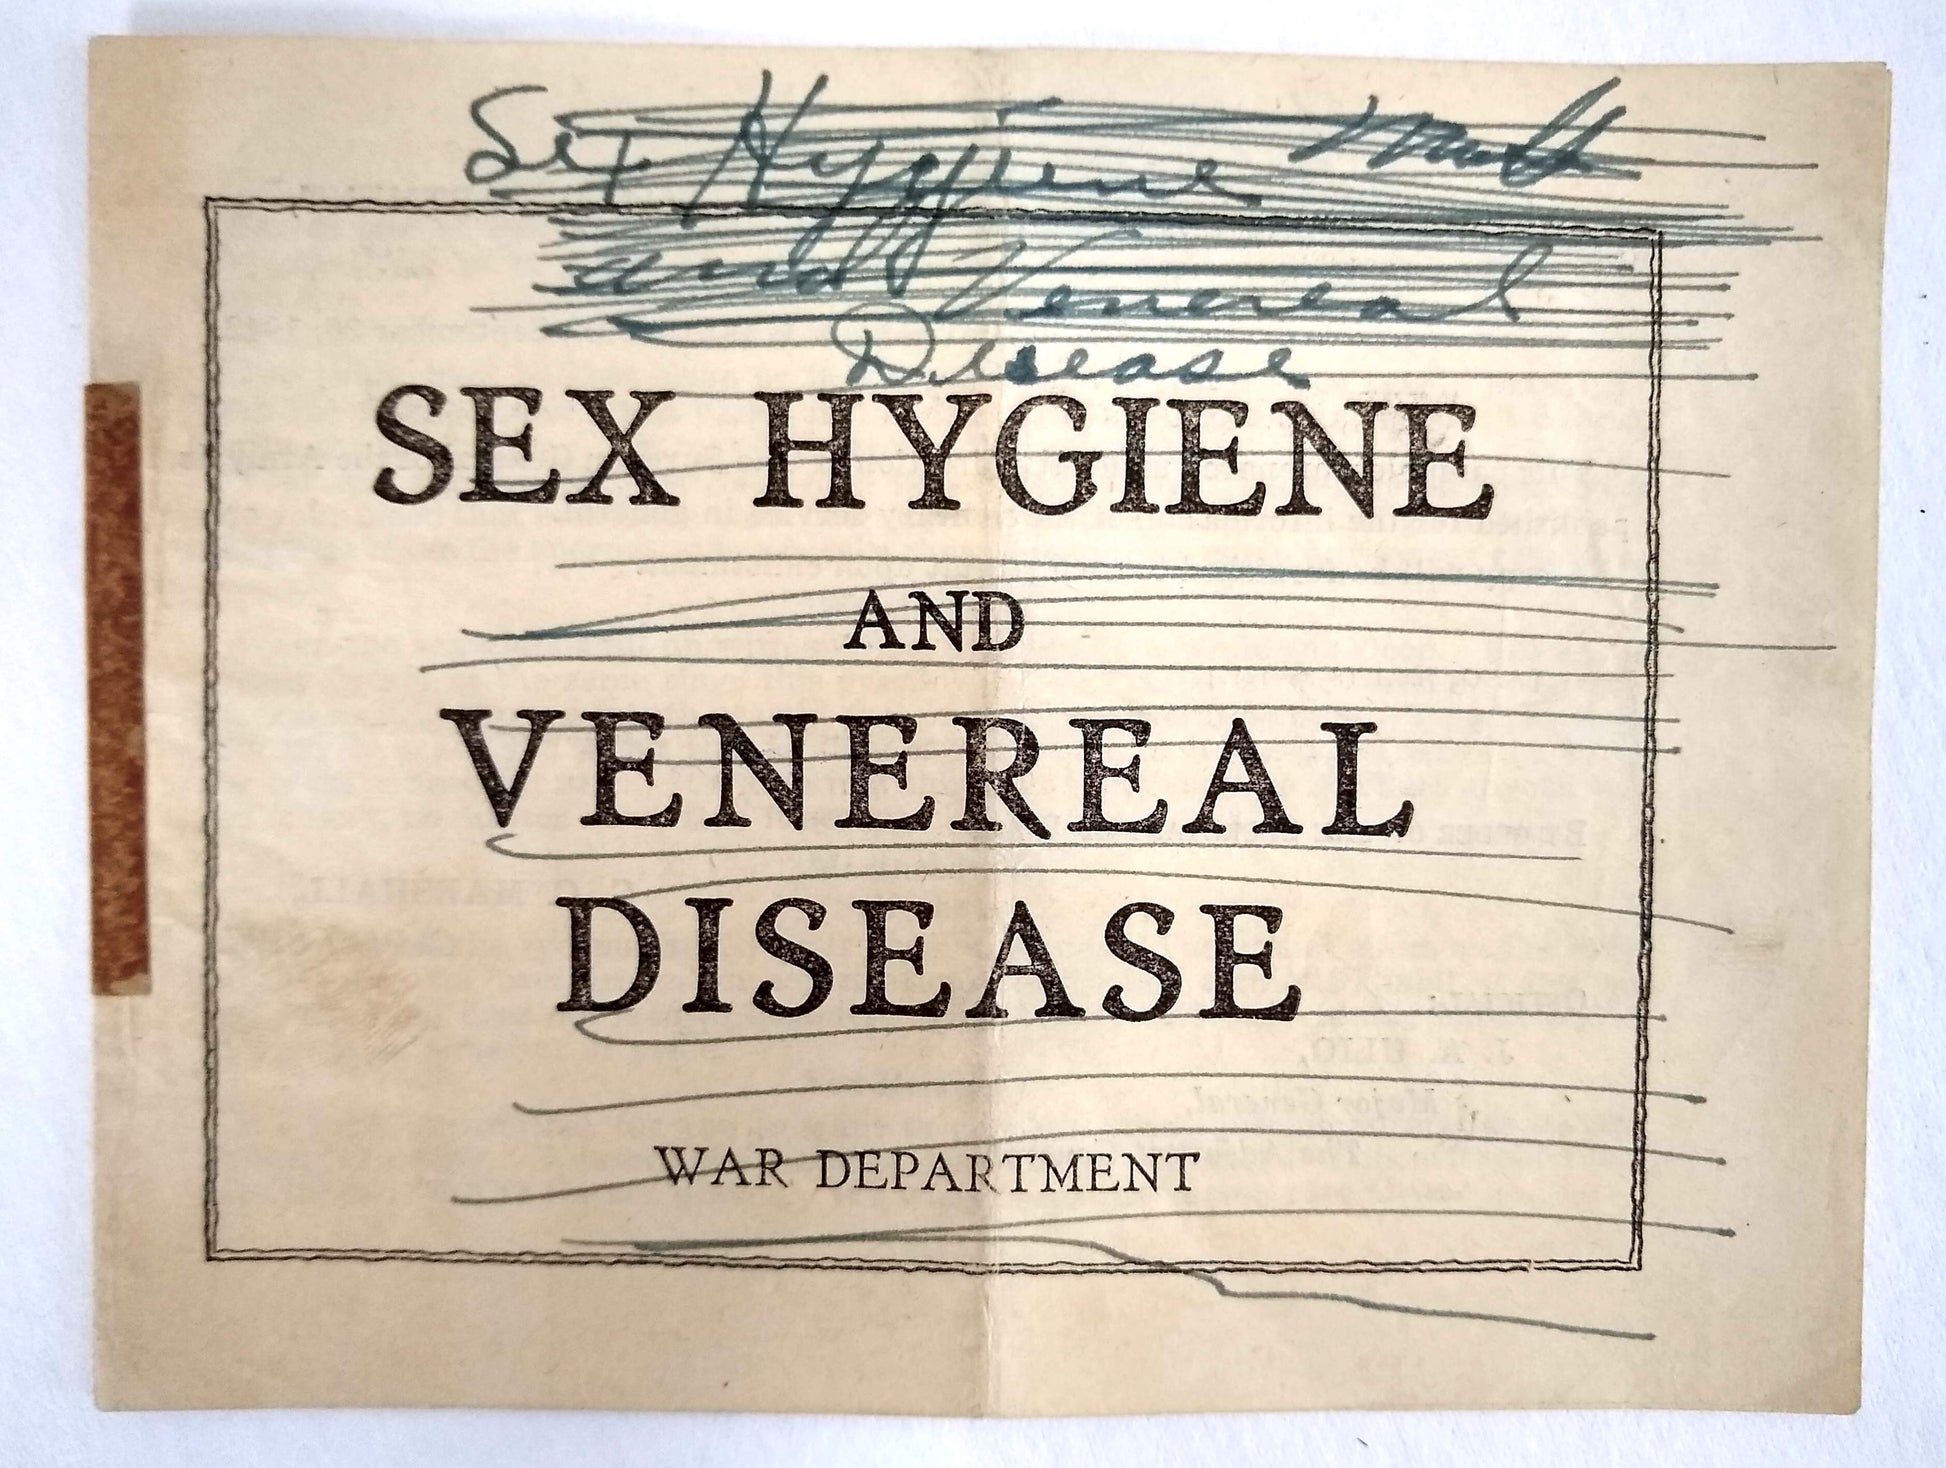 Sex Hygiene
and Venereal
Disease
SEX HYGIENE
AND
VENEREAL
DISEASE
WAR DEPARTMENT